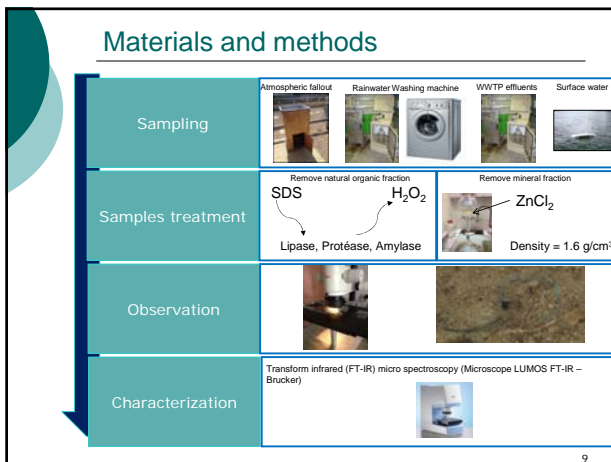 Materials and methods
Sampling
Atmospheric fallout
Rainwater
Washing machine
WWTP effluents
Surface water
Samples treatment
Remove natural organic fraction
SDS
H₂O₂
Lipase, Protéase, Amylase
Remove mineral fraction
ZnCl₂
Density = 1.6 g/cm³
Observation
Characterization
Transform infrared (FT-IR) micro spectroscopy (Microscope LUMOS FT-IR –
Brucker)
9